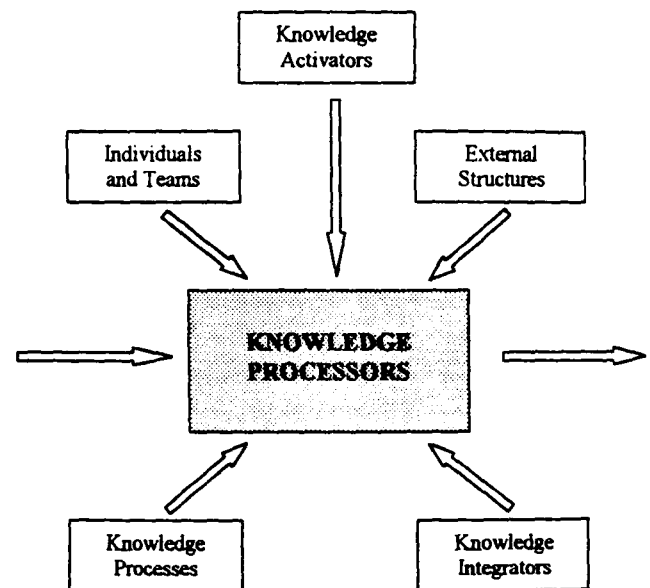 Knowledge
Activators
Individuals
and Teams
External
Structures
KNOWLEDGE
PROCESSORS
Knowledge
Processes
Knowledge
Integrators